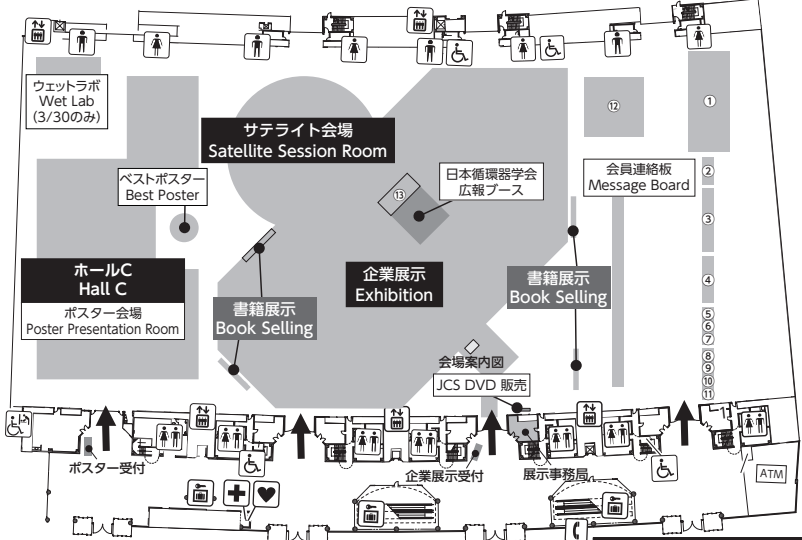 ウェットラボ
Wet Lab
(3/30のみ)
サテライト会場
Satellite Session Room
⑫
①
ベストポスター
Best Poster
⑬
日本循環器学会
広報ブース
会員連絡板
Message Board
②
③
ホールC
Hall C
ポスター会場
Poster Presentation Room
企業展示
Exhibition
書籍展示
Book Selling
書籍展示
Book Selling
④
⑤
⑥
⑦
⑧
⑨
⑩
⑪
会場案内図
JCS DVD 販売
ポスター受付
企業展示受付
展示事務局
ATM